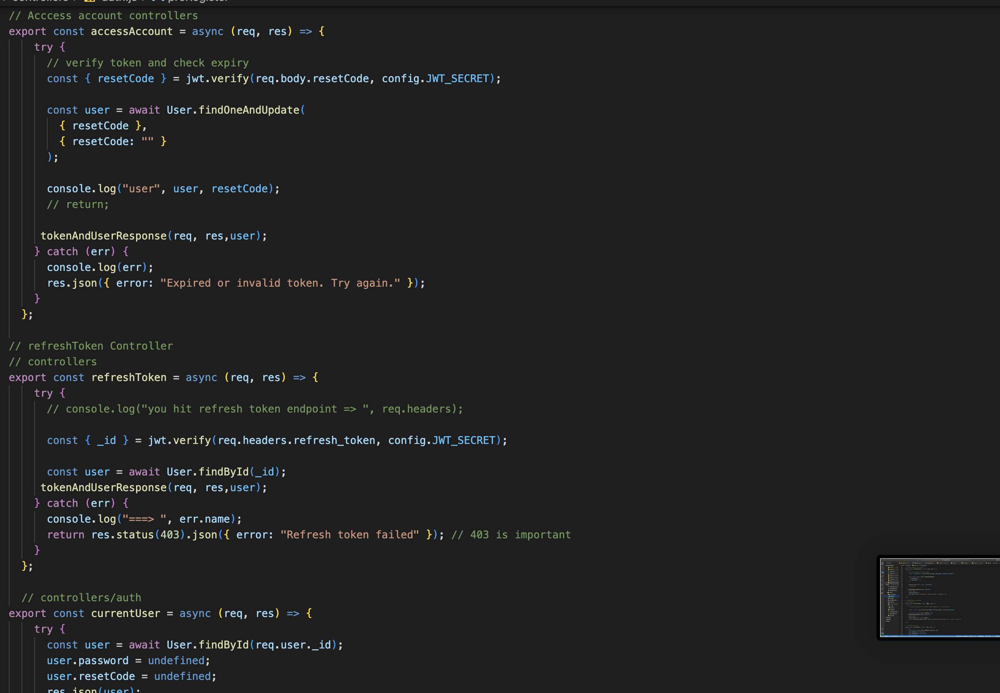 // Acccess account controllers
export const accessAccount = async (req, res) => {
try {
// verify token and check expiry
const { resetCode } = jwt.verify(req.body.resetCode, config.JWT_SECRET);
const user = await User.findOneAndUpdate(
{ resetCode },
{ resetCode: "" }
);
console.log("user", user, resetCode);
// return;
tokenAndUserResponse(req, res,user);
} catch (err) {
console.log(err);
res.json({ error: "Expired or invalid token. Try again." });
}
};
// refreshToken Controller
// controllers
export const refreshToken = async (req, res) => {
try {
// console.log("you hit refresh token endpoint => ", req.headers);
const { _id } = jwt.verify(req.headers.refresh_token, config.JWT_SECRET);
const user = await User.findById(_id);
tokenAndUserResponse(req, res,user);
} catch (err) {
console.log("===> ", err.name);
return res.status(403).json({ error: "Refresh token failed" }); // 403 is important
}
};
// controllers/auth
export const currentUser = async (req, res) => {
try {
const user = await User.findById(req.user._id);
user.password = undefined;
user.resetCode = undefined;
res.json(user);